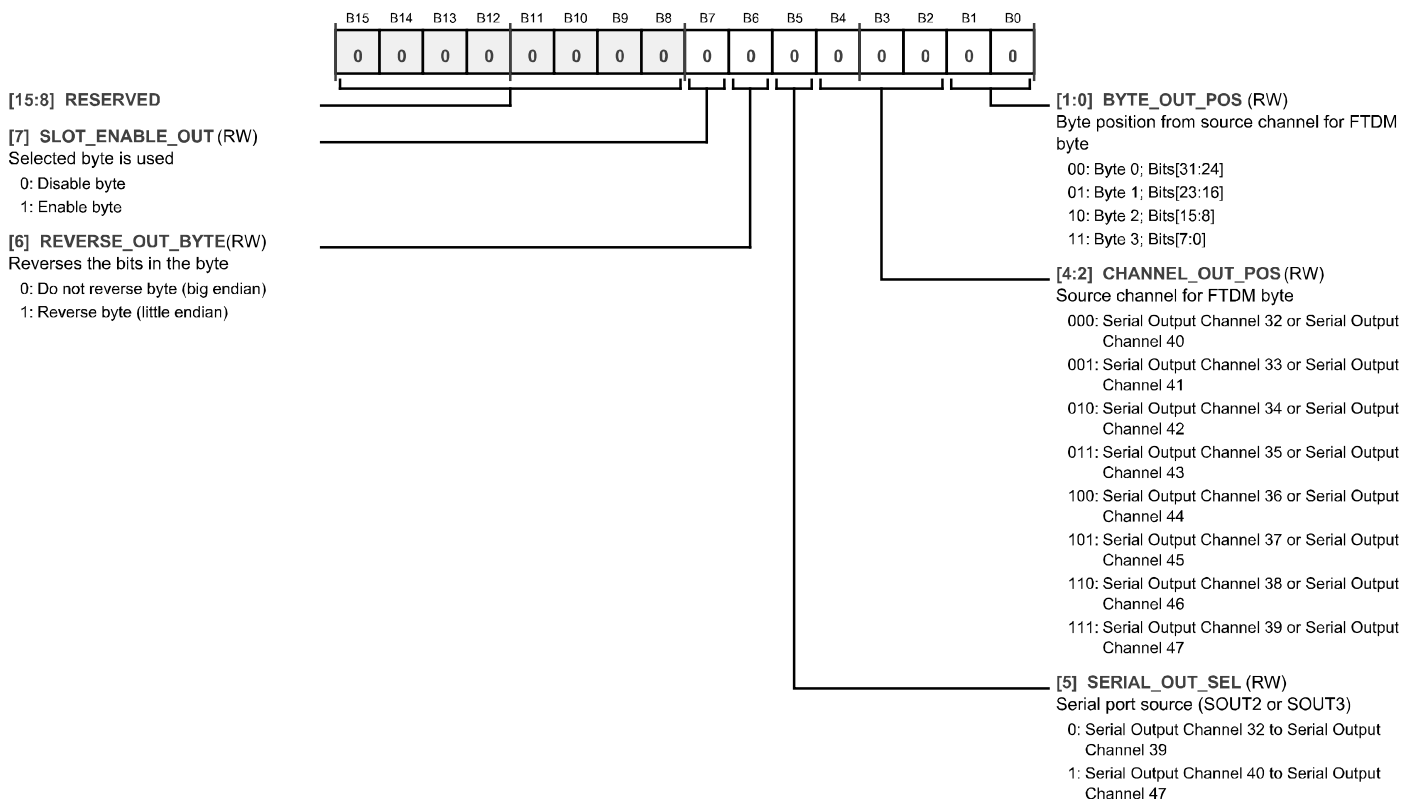 B15 B14 B13 B12 B11 B10 B9 B8 B7 B6 B5 B4 B3 B2 B1 B0
0 0 0 0 0 0 0 0 0 0 0 0 0 0 0 0
[15:8] RESERVED
[7] SLOT_ENABLE_OUT (RW)
Selected byte is used
0: Disable byte
1: Enable byte
[6] REVERSE_OUT_BYTE(RW)
Reverses the bits in the byte
0: Do not reverse byte (big endian)
1: Reverse byte (little endian)
[1:0] BYTE_OUT_POS (RW)
Byte position from source channel for FTDM
byte
00: Byte 0; Bits[31:24]
01: Byte 1; Bits[23:16]
10: Byte 2; Bits[15:8]
11: Byte 3; Bits[7:0]
[4:2] CHANNEL_OUT_POS (RW)
Source channel for FTDM byte
000: Serial Output Channel 32 or Serial Output
Channel 40
001: Serial Output Channel 33 or Serial Output
Channel 41
010: Serial Output Channel 34 or Serial Output
Channel 42
011: Serial Output Channel 35 or Serial Output
Channel 43
100: Serial Output Channel 36 or Serial Output
Channel 44
101: Serial Output Channel 37 or Serial Output
Channel 45
110: Serial Output Channel 38 or Serial Output
Channel 46
111: Serial Output Channel 39 or Serial Output
Channel 47
[5] SERIAL_OUT_SEL (RW)
Serial port source (SOUT2 or SOUT3)
0: Serial Output Channel 32 to Serial Output
Channel 39
1: Serial Output Channel 40 to Serial Output
Channel 47